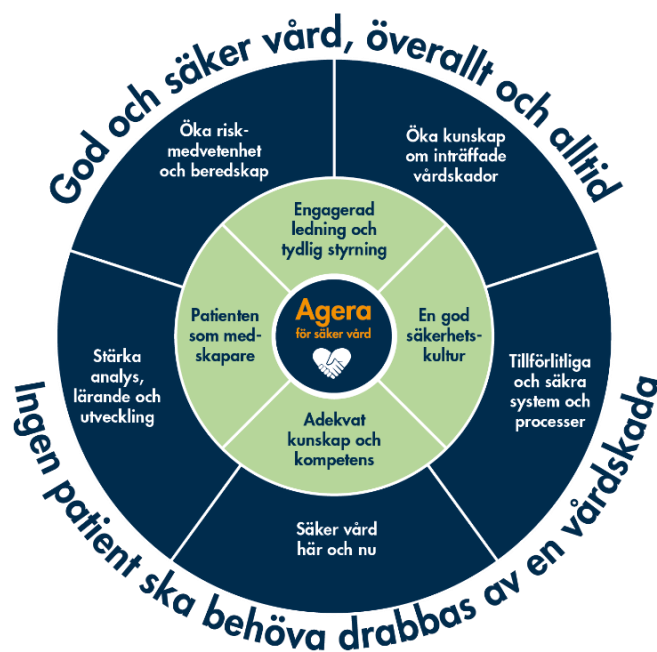 God och säker vård, överallt och alltid
Öka risk-
medvetenhet
och beredskap
Öka kunskap
om inträffade
vårdskador
Engagerad
ledning och
tydlig styrning
Patienten
som med-
skapare
Agera
för säker vård
En god
säkerhets-
kultur
Stärka
analys,
lärande och
utveckling
Tillförlitliga
och säkra
system och
processer
Adekvat
kunskap och
kompetens
Säker vård
här och nu
Ingen patient ska behöva drabbas av en vårdskada